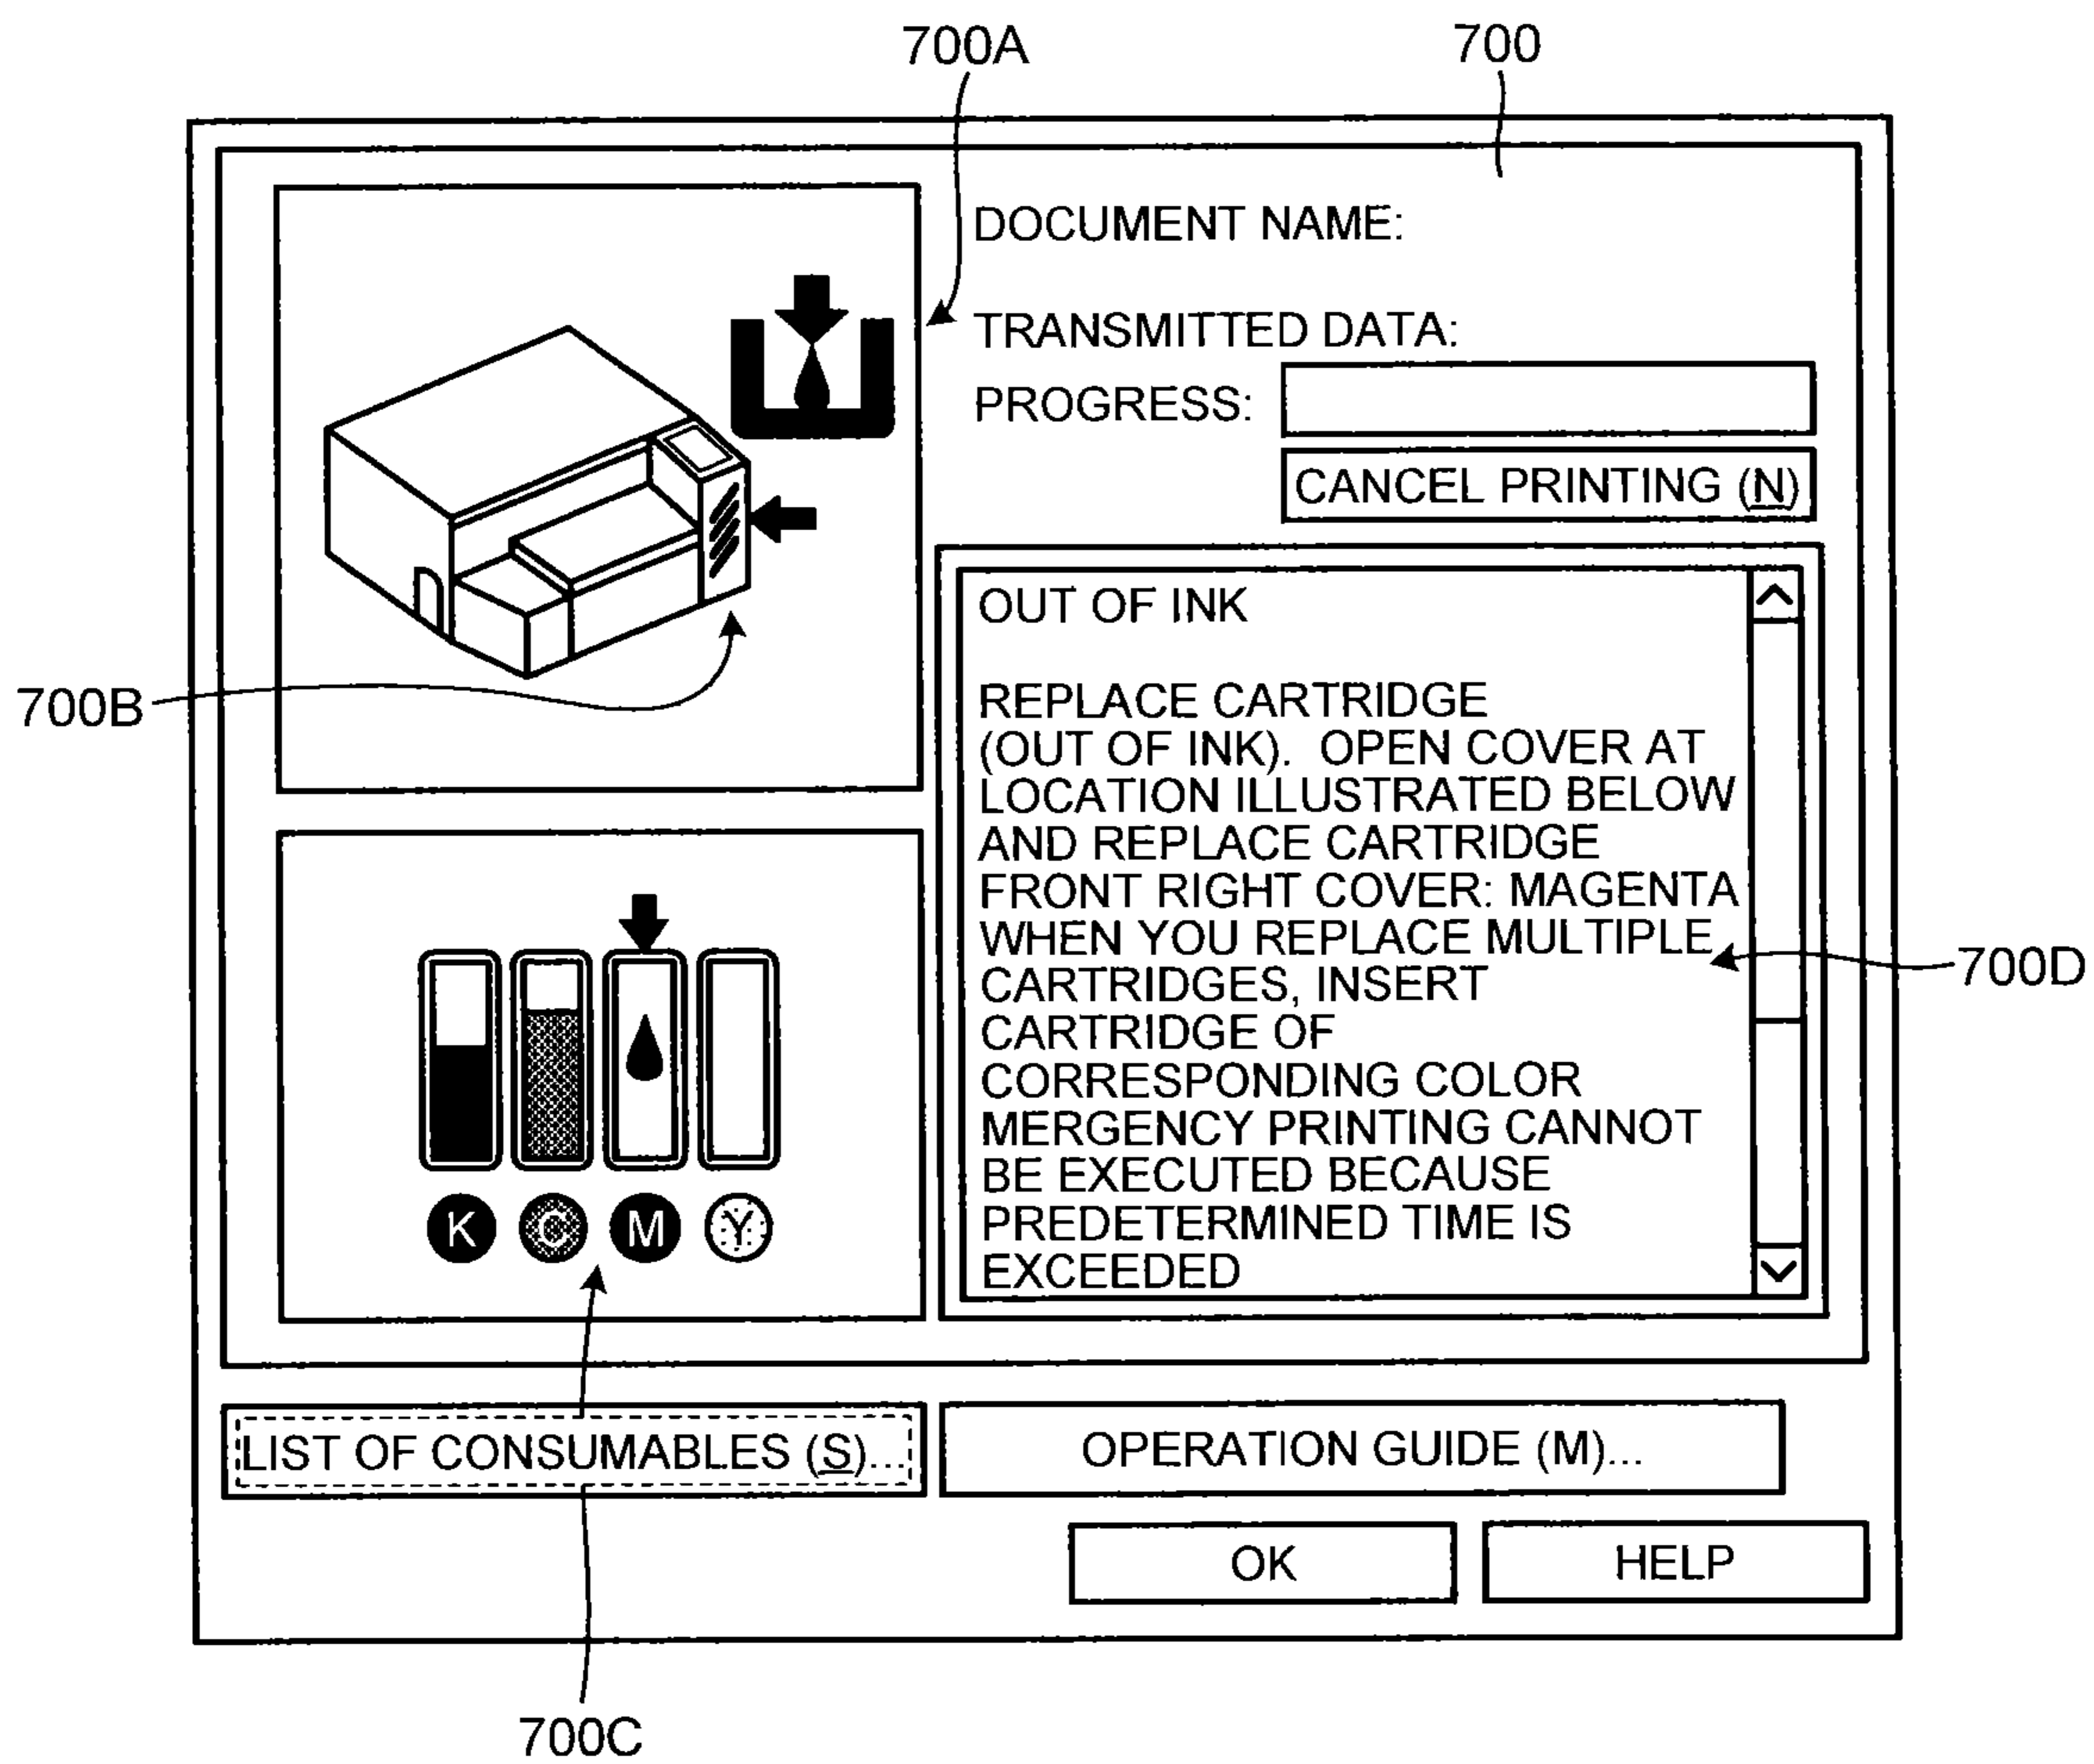 700A
700
DOCUMENT NAME:
TRANSMITTED DATA:
PROGRESS:
CANCEL PRINTING (N)
700B
OUT OF INK
REPLACE CARTRIDGE
(OUT OF INK). OPEN COVER AT
LOCATION ILLUSTRATED BELOW
AND REPLACE CARTRIDGE
FRONT RIGHT COVER: MAGENTA
WHEN YOU REPLACE MULTIPLE
CARTRIDGES, INSERT
CARTRIDGE OF
CORRESPONDING COLOR
MERGENCY PRINTING CANNOT
BE EXECUTED BECAUSE
PREDETERMINED TIME IS
EXCEEDED
700D
K C M Y
LIST OF CONSUMABLES (S)...
OPERATION GUIDE (M)...
OK
HELP
700C